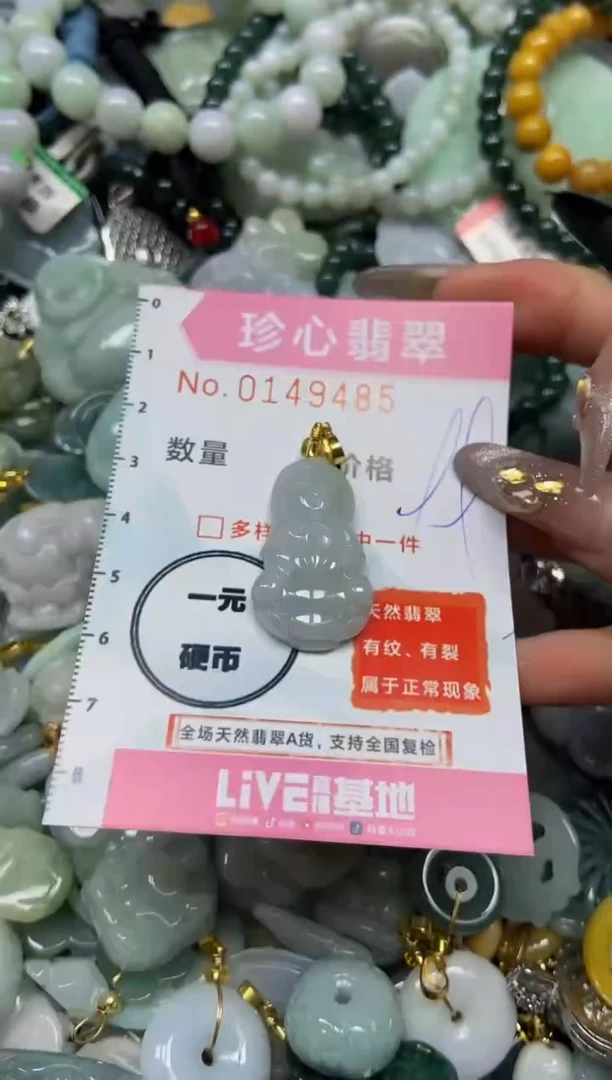 珍心翡翠
No. 0149485
数量
价格
多样
中一件
一元
硬币
天然翡翠
有纹、有裂
属于正常现象
全场天然翡翠A货，支持全国复检
LiVE
基地
0
1
2
3
4
5
6
7
8